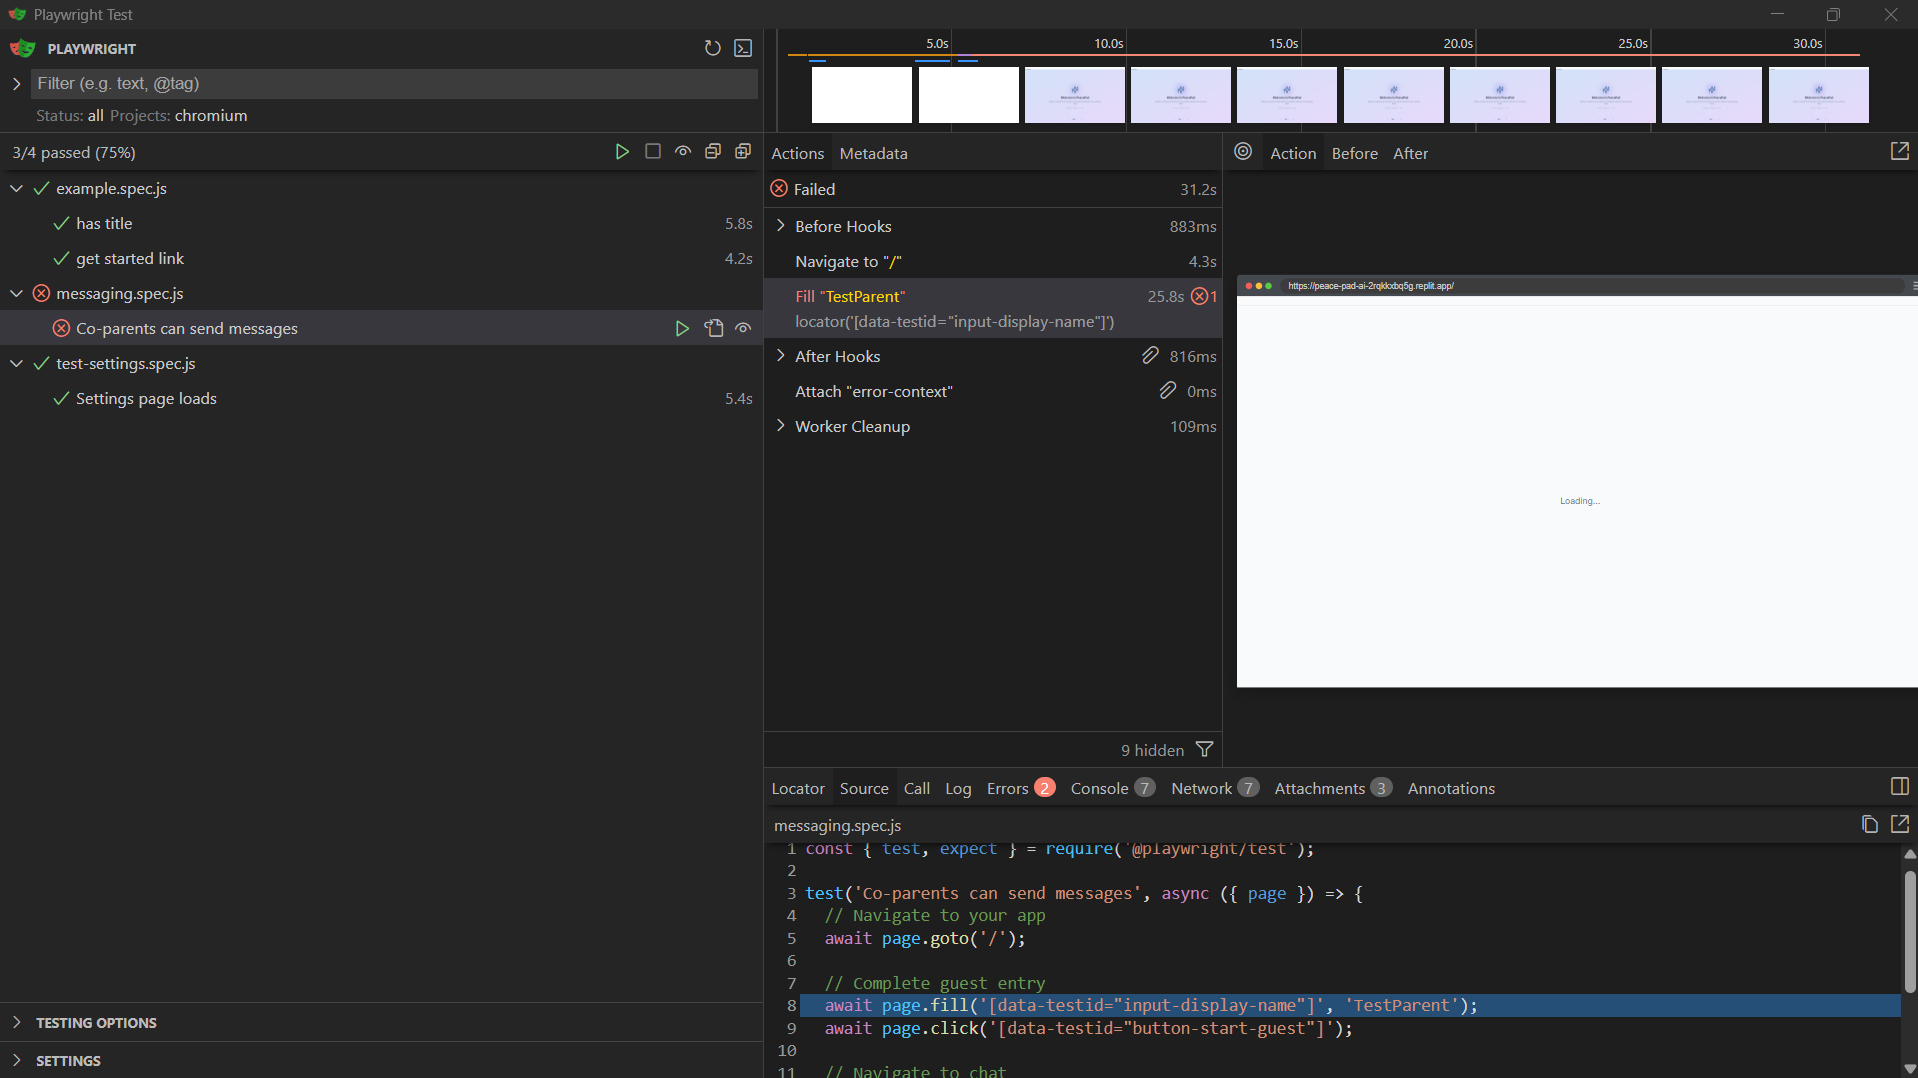 Playwright Test
PLAYWRIGHT
Filter (e.g. text, @tag)
Status: all Projects: chromium
3/4 passed (75%)
example.spec.js
has title 5.8s
get started link 4.2s
messaging.spec.js
Co-parents can send messages
test-settings.spec.js
Settings page loads 5.4s
TESTING OPTIONS
SETTINGS
5.0s 10.0s 15.0s 20.0s 25.0s 30.0s
Actions Metadata
Failed 31.2s
Before Hooks 883ms
Navigate to "/" 4.3s
Fill "TestParent" 25.8s 1
locator('[data-testid="input-display-name"]')
After Hooks 816ms
Attach "error-context" 0ms
Worker Cleanup 109ms
9 hidden
Action Before After
https://peace-pad-ai-2rqkkxbq5g.replit.app/
Loading...
Locator Source Call Log Errors 2 Console 7 Network 7 Attachments 3 Annotations
messaging.spec.js
1 const { test, expect } = require('@playwright/test');
2
3 test('Co-parents can send messages', async ({ page }) => {
4 // Navigate to your app
5 await page.goto('/');
6
7 // Complete guest entry
8 await page.fill('[data-testid="input-display-name"]', 'TestParent');
9 await page.click('[data-testid="button-start-guest"]');
10
11 // Navigate to chat